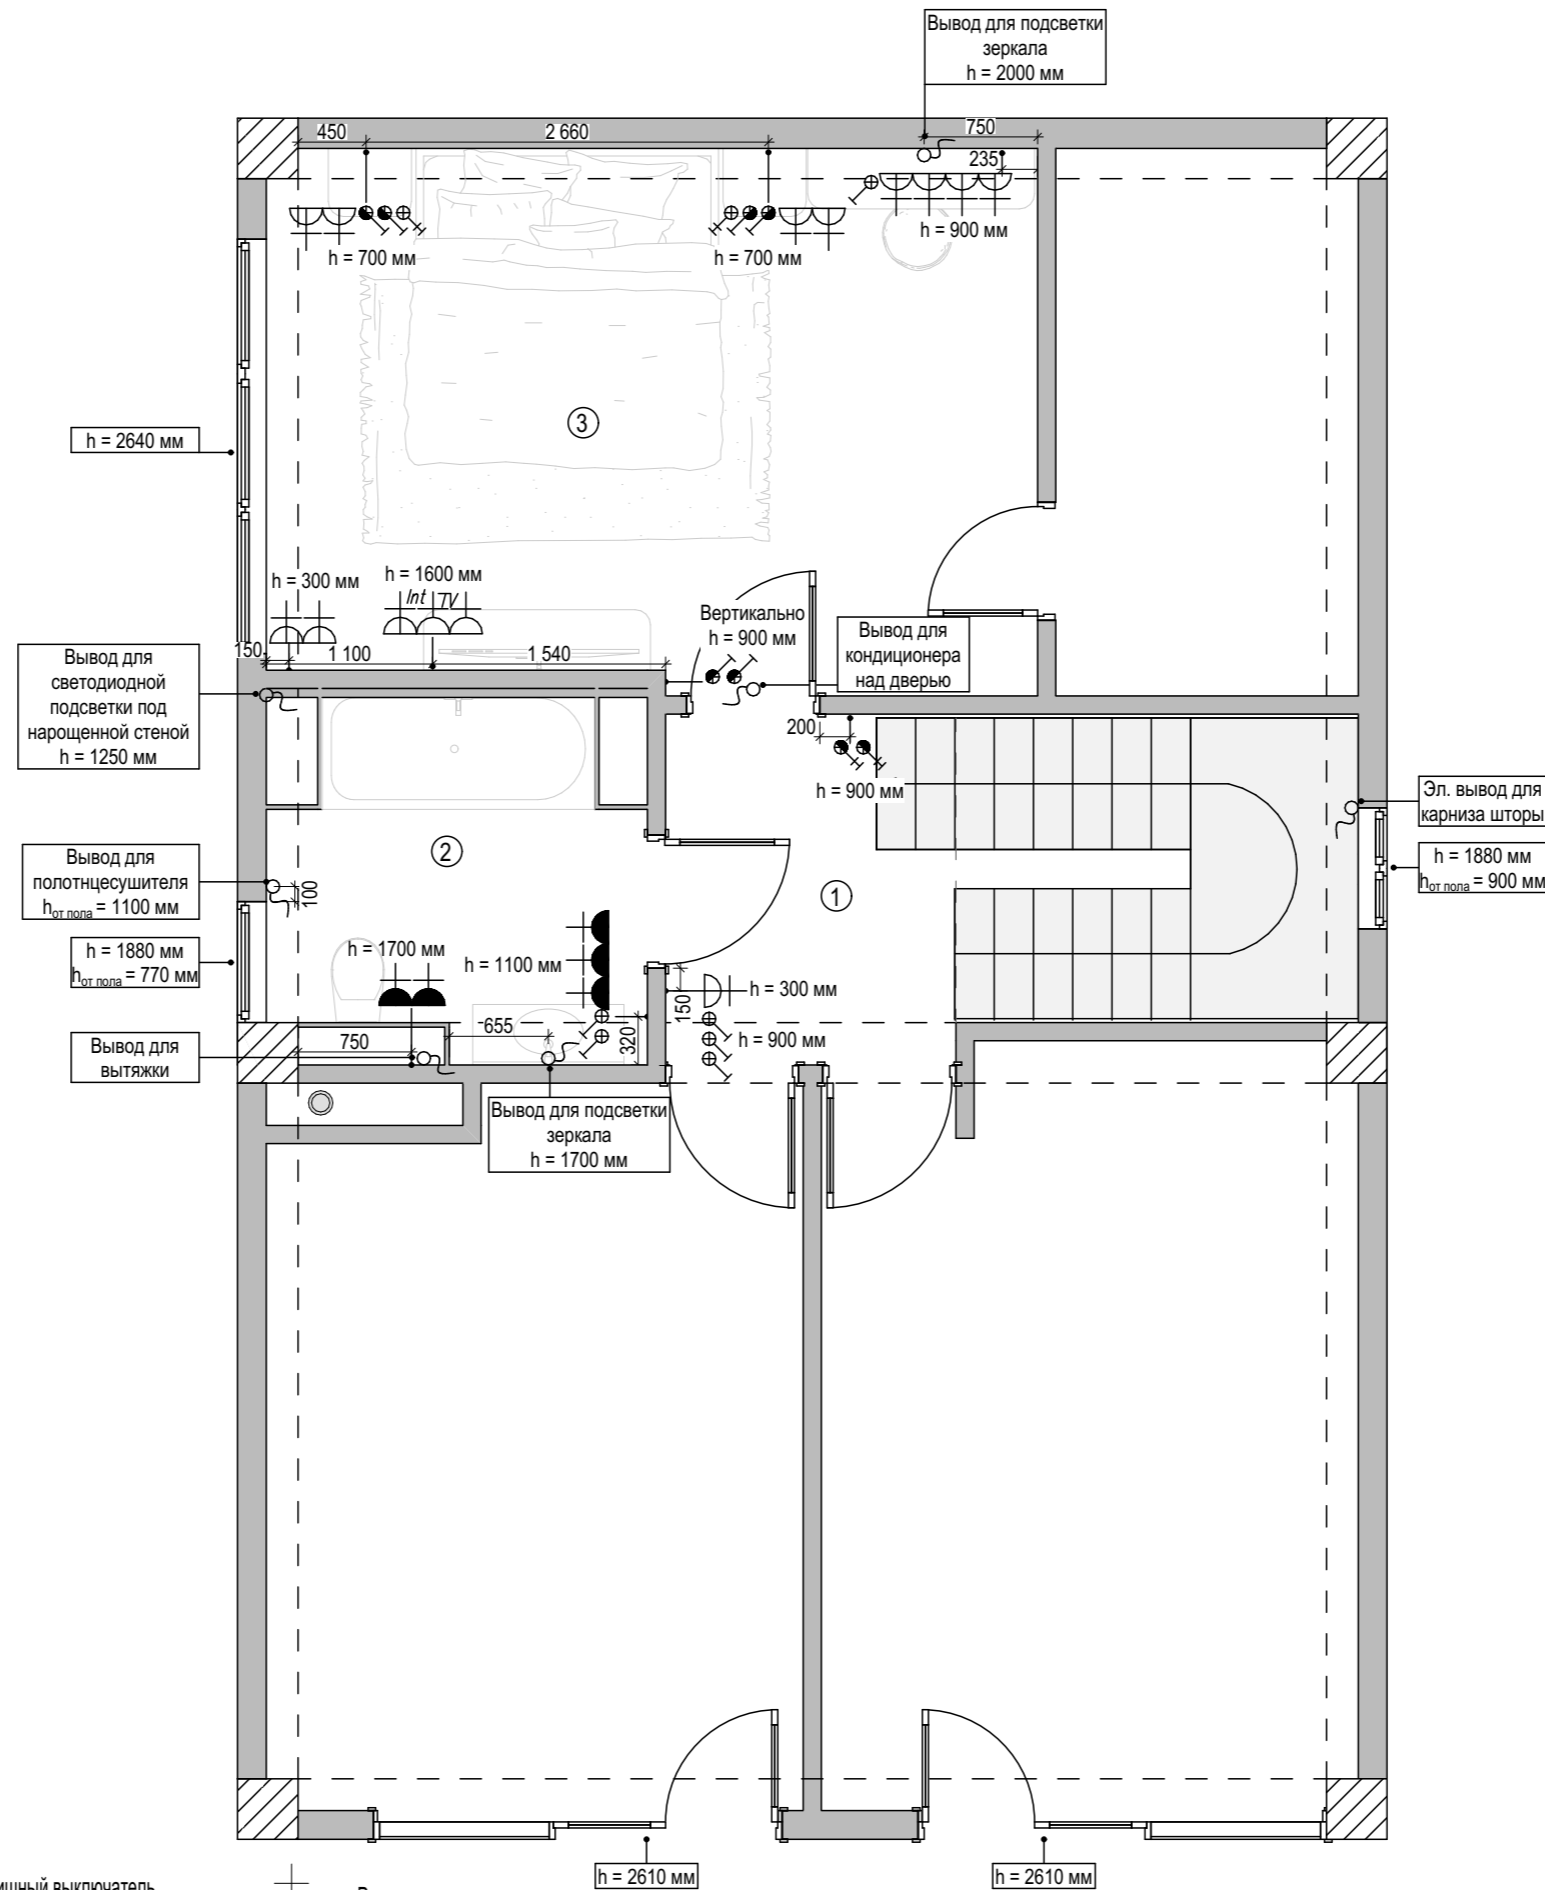 Вывод для подсветки
зеркала
h = 2000 мм
450
2 660
750
235
h = 700 мм
h = 700 мм
h = 900 мм
3
h = 2640 мм
h = 300 мм
h = 1600 мм
Int TV
Вертикально
h = 900 мм
Вывод для
кондиционера
над дверью
150
1 100
1 540
Вывод для
светодиодной
подсветки под
нарощенной стеной
h = 1250 мм
200
h = 900 мм
Эл. вывод для
карниза шторы
h = 1880 мм
hот пола = 900 мм
2
1
Вывод для
полотнцесушителя
hот пола = 1100 мм
100
h = 1880 мм
hот пола = 770 мм
h = 1700 мм
h = 1100 мм
150
h = 300 мм
h = 900 мм
655
320
750
Вывод для
вытяжки
Вывод для подсветки
зеркала
h = 1700 мм
h = 2610 мм
h = 2610 мм
выключатель